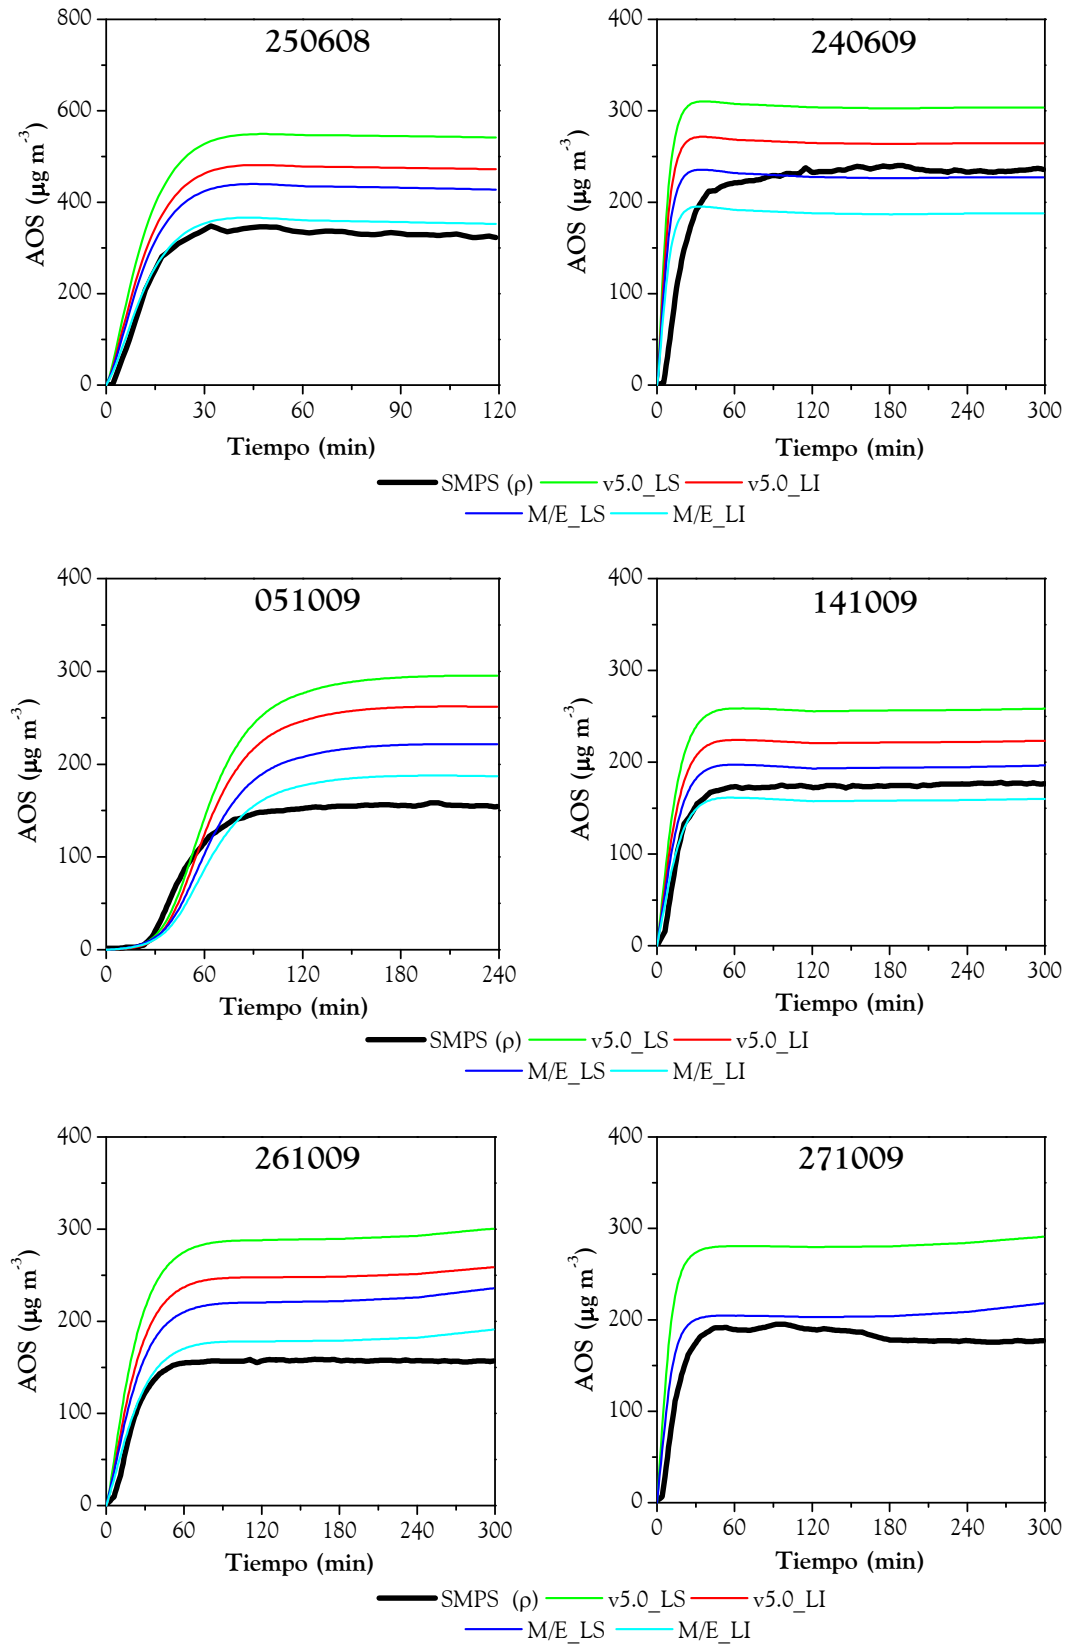 250608
AOS (µg m⁻³)
800
600
400
200
0
0 30 60 90 120
Tiempo (min)
240609
AOS (µg m⁻³)
400
300
200
100
0
0 60 120 180 240 300
Tiempo (min)
SMPS (ρ) v5.0_LS v5.0_LI
M/E_LS M/E_LI
051009
AOS (µg m⁻³)
400
300
200
100
0
0 60 120 180 240
Tiempo (min)
141009
AOS (µg m⁻³)
400
300
200
100
0
0 60 120 180 240 300
Tiempo (min)
SMPS (ρ) v5.0_LS v5.0_LI
M/E_LS M/E_LI
261009
AOS (µg m⁻³)
400
300
200
100
0
0 60 120 180 240 300
Tiempo (min)
271009
AOS (µg m⁻³)
400
300
200
100
0
0 60 120 180 240 300
Tiempo (min)
SMPS (ρ) v5.0_LS v5.0_LI
M/E_LS M/E_LI